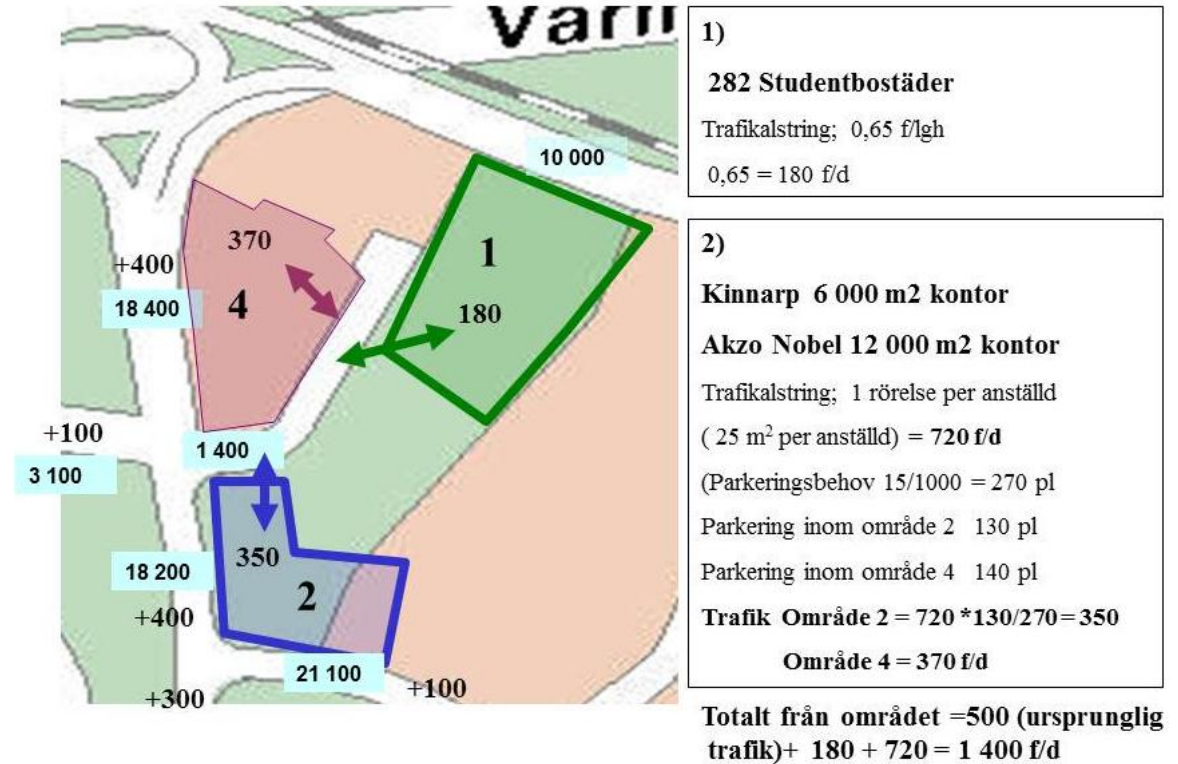 Värm
10 000
1
370
+400
18 400
4
180
+100
1 400
3 100
350
18 200
2
+400
21 100
+100
+300
1)
282 Studentbostäder
Trafikalstring; 0,65 f/lgh
0,65 = 180 f/d
2)
Kinnarp 6 000 m2 kontor
Akzo Nobel 12 000 m2 kontor
Trafikalstring; 1 rörelse per anställd
( 25 m² per anställd) = 720 f/d
(Parkeringsbehov 15/1000 = 270 pl
Parkering inom område 2 130 pl
Parkering inom område 4 140 pl
Trafik Område 2 = 720 *130/270= 350
Område 4 = 370 f/d
Totalt från området =500 (ursprunglig
trafik)+ 180 + 720 = 1 400 f/d